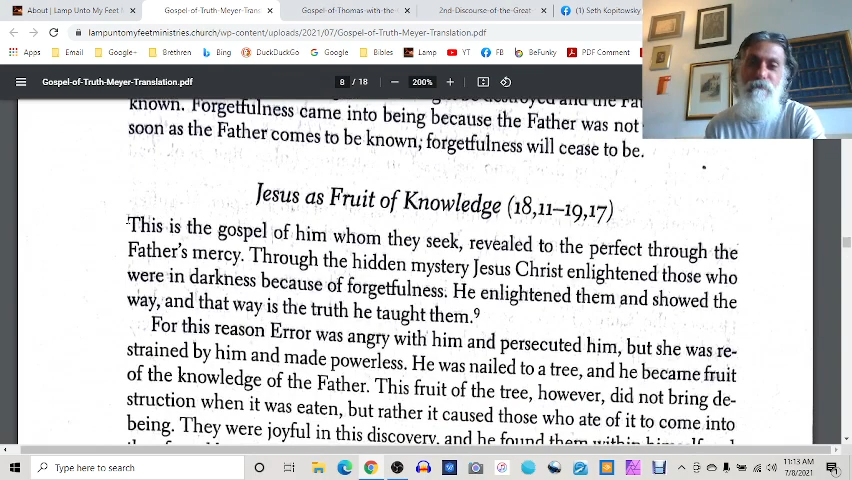 About | Lamp Unto My Feet
Gospel-of-Truth-Meyer-Trans
Gospel-of-Thomas-with-the
2nd-Discourse-of-the-Great
(1) Seth Kopitowsky
lampuntomyfeetministries.church/wp-content/uploads/2021/07/Gospel-of-Truth-Meyer-Translation.pdf
Apps
Email
Google+
Brethren
Bing
DuckDuckGo
Google
Bibles
Lamp
YT
FB
BeFunky
PDF Comment
Gospel-of-Truth-Meyer-Translation.pdf
8 / 18
200%
known. Forgetfulness came into being because the Father was not
soon as the Father comes to be known, forgetfulness will cease to be.
Jesus as Fruit of Knowledge (18,11–19,17)
This is the gospel of him whom they seek, revealed to the perfect through the
Father's mercy. Through the hidden mystery Jesus Christ enlightened those who
were in darkness because of forgetfulness. He enlightened them and showed the
way, and that way is the truth he taught them.⁹
For this reason Error was angry with him and persecuted him, but she was re-
strained by him and made powerless. He was nailed to a tree, and he became fruit
of the knowledge of the Father. This fruit of the tree, however, did not bring de-
struction when it was eaten, but rather it caused those who ate of it to come into
being. They were joyful in this discovery, and he found them within himself, and
Type here to search
11:13 AM
7/8/2021